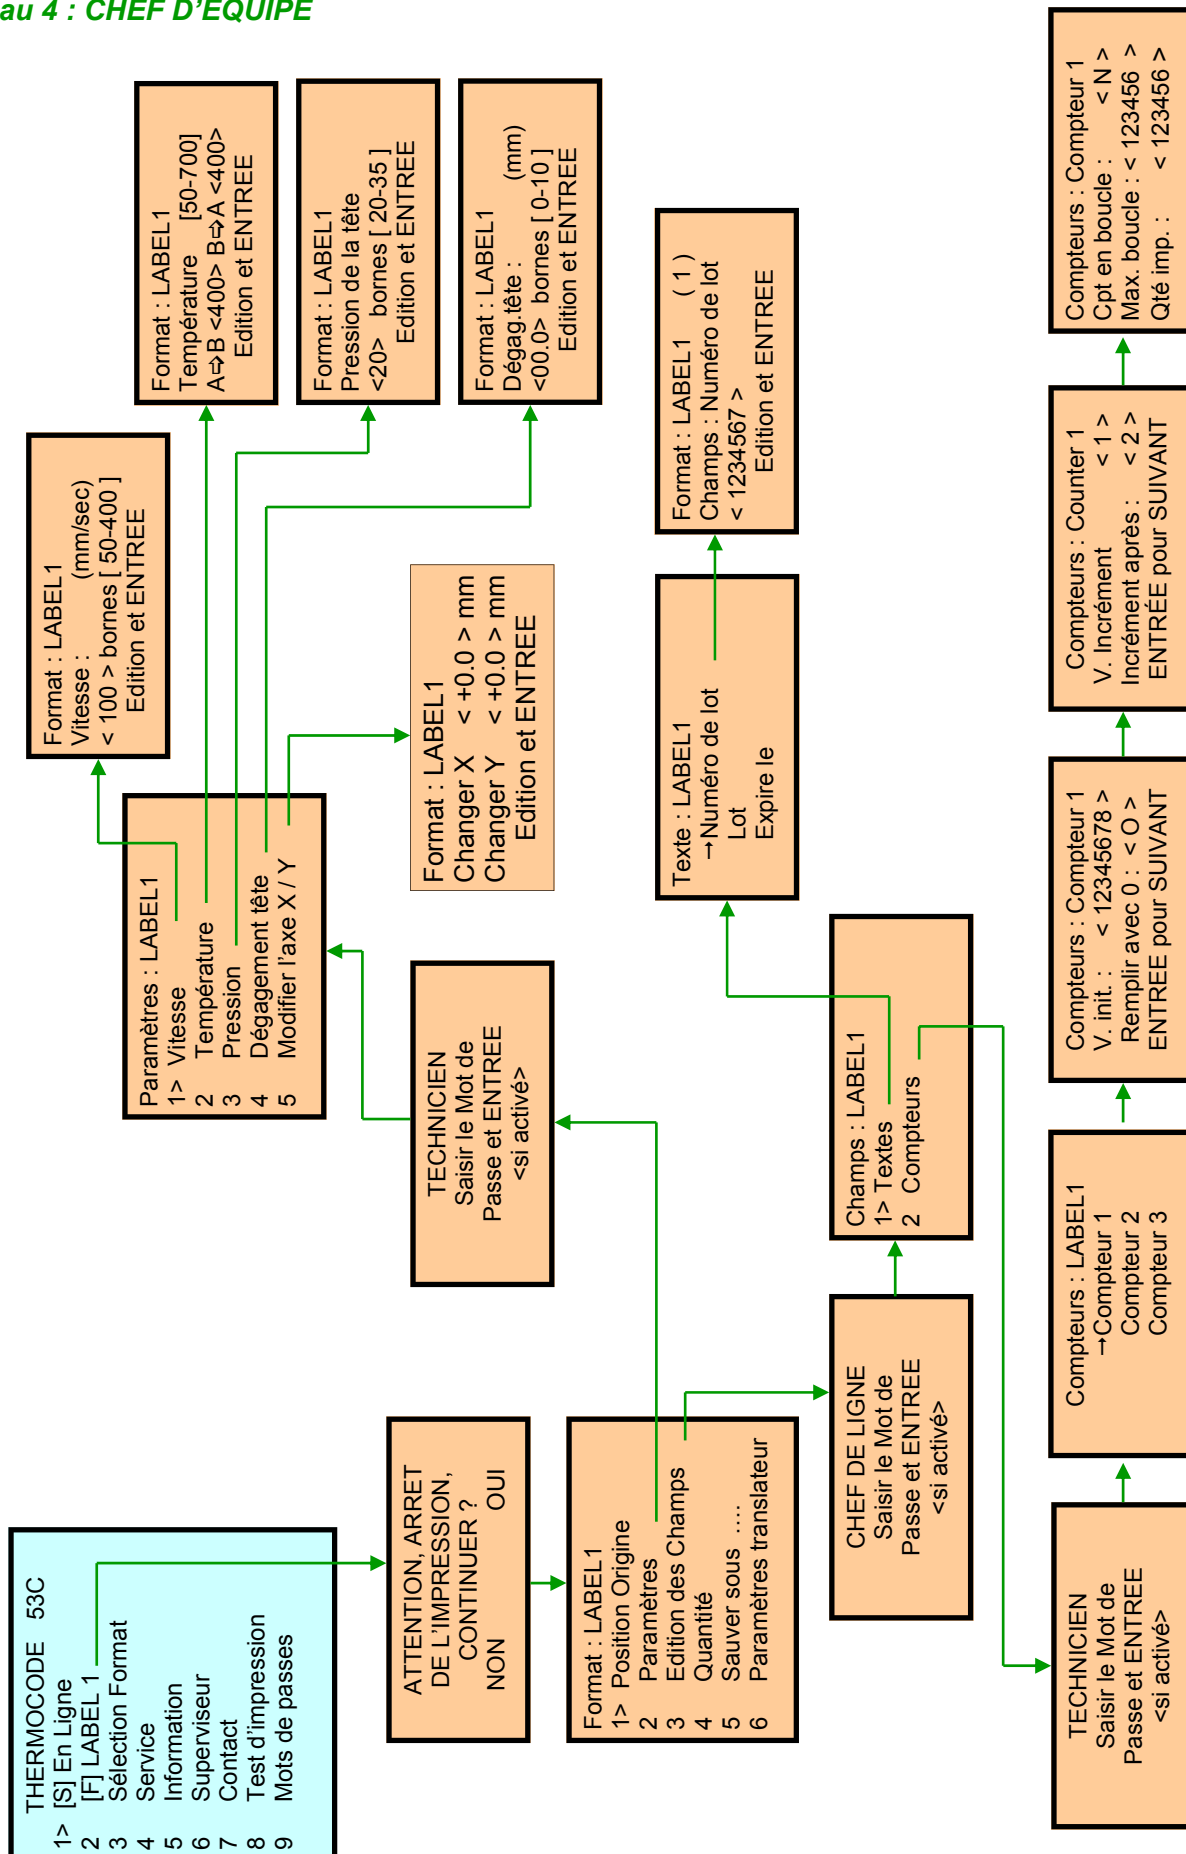 au 4 : CHEF D’EQUIPE
THERMOCODE 53C
1> [S] En Ligne
2 [F] LABEL 1
3 Sélection Format
4 Service
5 Information
6 Superviseur
7 Contact
8 Test d’impression
9 Mots de passes
ATTENTION, ARRET
DE L’IMPRESSION,
CONTINUER ?
NON OUI
Format : LABEL1
1> Position Origine
2 Paramètres
3 Edition des Champs
4 Quantité
5 Sauver sous ….
6 Paramètres translateur
TECHNICIEN
Saisir le Mot de
Passe et ENTREE
<si activé>
Paramètres : LABEL1
1> Vitesse
2 Température
3 Pression
4 Dégagement tête
5 Modifier l’axe X / Y
Format : LABEL1
Vitesse : (mm/sec)
< 100 > bornes [ 50-400 ]
Edition et ENTREE
Format : LABEL1
Température [50-700]
A⇨B <400> B⇨A <400>
Edition et ENTREE
Format : LABEL1
Pression de la tête
<20> bornes [ 20-35 ]
Edition et ENTREE
Format : LABEL1
Dégag.tête : (mm)
<00.0> bornes [ 0-10 ]
Edition et ENTREE
Format : LABEL1
Changer X < +0.0 > mm
Changer Y < +0.0 > mm
Edition et ENTREE
CHEF DE LIGNE
Saisir le Mot de
Passe et ENTREE
<si activé>
Champs : LABEL1
1> Textes
2 Compteurs
Texte : LABEL1
→Numéro de lot
Lot
Expire le
Format : LABEL1 ( 1 )
Champs : Numéro de lot
< 1234567 >
Edition et ENTREE
TECHNICIEN
Saisir le Mot de
Passe et ENTREE
<si activé>
Compteurs : LABEL1
→Compteur 1
Compteur 2
Compteur 3
Compteurs : Compteur 1
V. init. : < 12345678 >
Remplir avec 0 : < O >
ENTREE pour SUIVANT
Compteurs : Counter 1
V. Incrément < 1 >
Incrément après : < 2 >
ENTRÉE pour SUIVANT
Compteurs : Compteur 1
Cpt en boucle : < N >
Max. boucle : < 123456 >
Qté imp. : < 123456 >